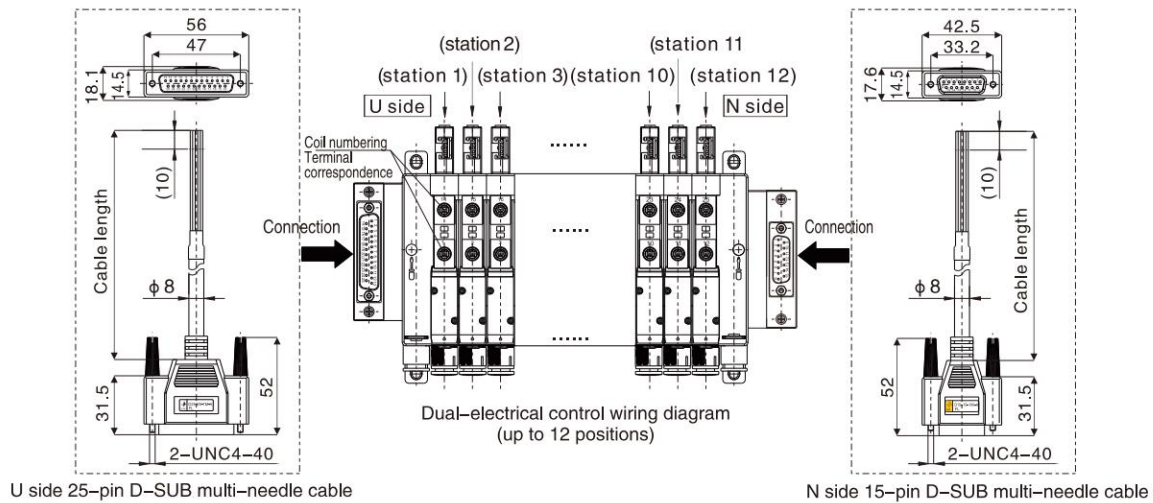 56
47
18.1
14.5
(station 2)
(station 11
42.5
33.2
17.6
14.5
(station 1)
(station 3)
(station 10)
(station 12)
U side
N side
Coil numbering
Terminal
correspondence
(10)
(10)
Cable length
Connection
Connection
Cable length
ϕ8
ϕ8
52
31.5
52
31.5
2-UNC4-40
2-UNC4-40
Dual-electrical control wiring diagram
(up to 12 positions)
U side 25-pin D-SUB multi-needle cable
N side 15-pin D-SUB multi-needle cable